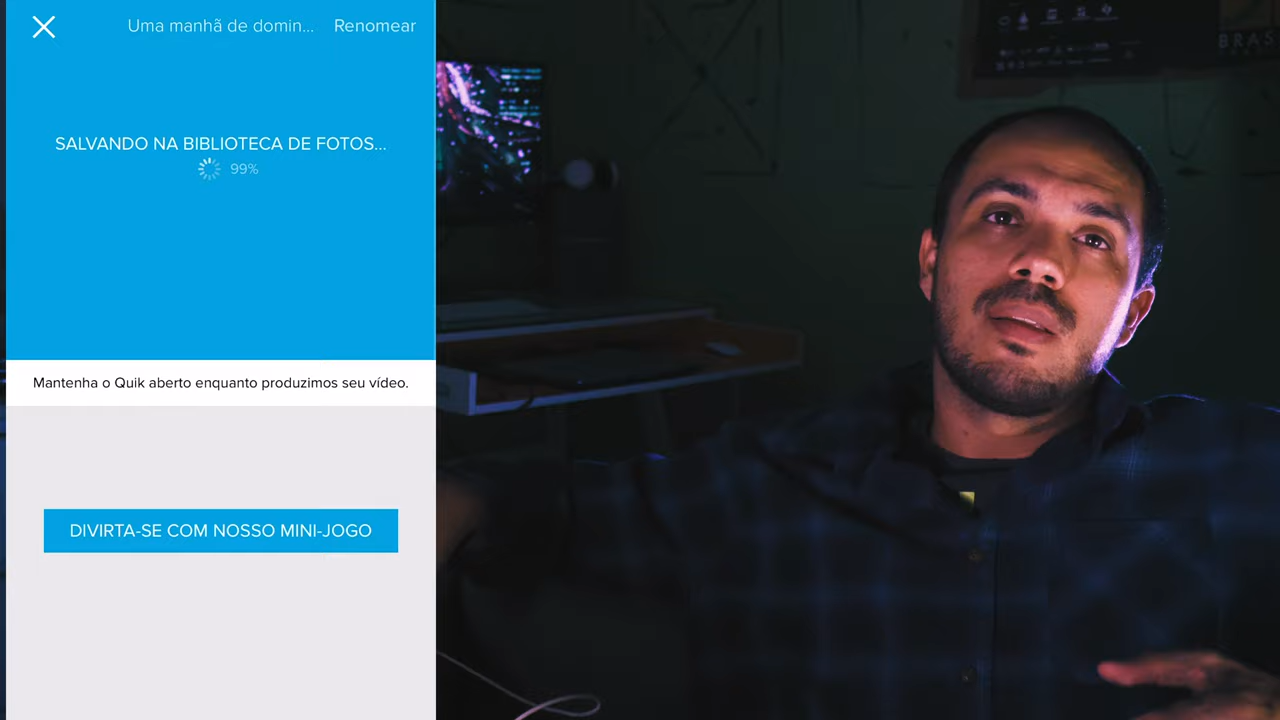 Uma manhã de domin... Renomear
SALVANDO NA BIBLIOTECA DE FOTOS...
99%
Mantenha o Quik aberto enquanto produzimos seu vídeo.
DIVIRTA-SE COM NOSSO MINI-JOGO
BRAS